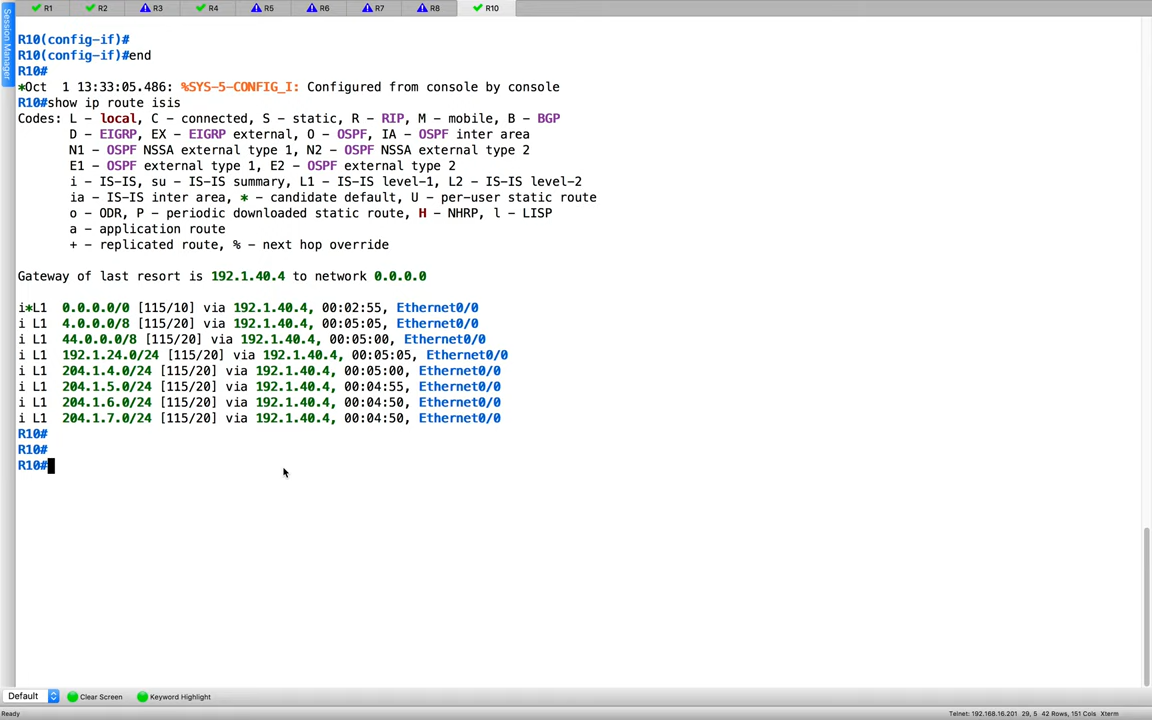 R1 R2 R3 R4 R5 R6 R7 R8 R10
Session Manager
R10(config-if)#
R10(config-if)#end
R10#
*Oct  1 13:33:05.486: %SYS-5-CONFIG_I: Configured from console by console
R10#show ip route isis
Codes: L - local, C - connected, S - static, R - RIP, M - mobile, B - BGP
       D - EIGRP, EX - EIGRP external, O - OSPF, IA - OSPF inter area
       N1 - OSPF NSSA external type 1, N2 - OSPF NSSA external type 2
       E1 - OSPF external type 1, E2 - OSPF external type 2
       i - IS-IS, su - IS-IS summary, L1 - IS-IS level-1, L2 - IS-IS level-2
       ia - IS-IS inter area, * - candidate default, U - per-user static route
       o - ODR, P - periodic downloaded static route, H - NHRP, l - LISP
       a - application route
       + - replicated route, % - next hop override
Gateway of last resort is 192.1.40.4 to network 0.0.0.0
i*L1  0.0.0.0/0 [115/10] via 192.1.40.4, 00:02:55, Ethernet0/0
i L1  4.0.0.0/8 [115/20] via 192.1.40.4, 00:05:05, Ethernet0/0
i L1  44.0.0.0/8 [115/20] via 192.1.40.4, 00:05:00, Ethernet0/0
i L1  192.1.24.0/24 [115/20] via 192.1.40.4, 00:05:05, Ethernet0/0
i L1  204.1.4.0/24 [115/20] via 192.1.40.4, 00:05:00, Ethernet0/0
i L1  204.1.5.0/24 [115/20] via 192.1.40.4, 00:04:55, Ethernet0/0
i L1  204.1.6.0/24 [115/20] via 192.1.40.4, 00:04:50, Ethernet0/0
i L1  204.1.7.0/24 [115/20] via 192.1.40.4, 00:04:50, Ethernet0/0
R10#
R10#
R10#
Default Clear Screen Keyword Highlight
Ready Telnet: 192.168.16.201 29, 5 42 Rows, 151 Cols Xterm